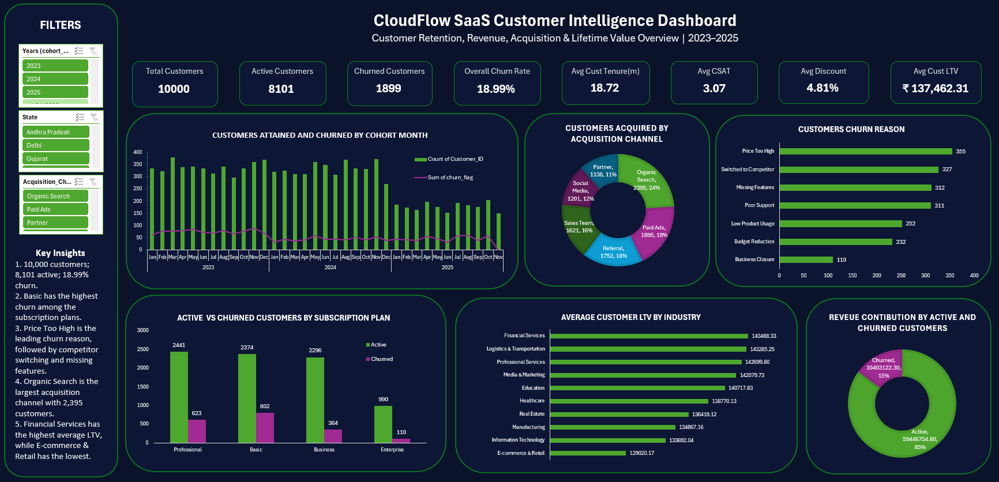 CloudFlow SaaS Customer Intelligence Dashboard
Customer Retention, Revenue, Acquisition & Lifetime Value Overview | 2023–2025
FILTERS
Years (cohort_...
2023
2024
2025
State
Andhra Pradesh
Delhi
Gujarat
Acquisition_Ch...
Organic Search
Paid Ads
Partner
Key Insights
1. 10,000 customers;
8,101 active; 18.99%
churn.
2. Basic has the highest
churn among the
subscription plans.
3. Price Too High is the
leading churn reason,
followed by competitor
switching and missing
features.
4. Organic Search is the
largest acquisition
channel with 2,395
customers.
5. Financial Services has
the highest average LTV,
while E-commerce &
Retail has the lowest.
Total Customers
10000
Active Customers
8101
Churned Customers
1899
Overall Churn Rate
18.99%
Avg Cust Tenure(m)
18.72
Avg CSAT
3.07
Avg Discount
4.81%
Avg Cust LTV
₹ 137,462.31
CUSTOMERS ATTAINED AND CHURNED BY COHORT MONTH
400
350
300
250
200
150
100
50
0
Count of Customer_ID
Sum of churn_flag
Jan Feb Mar Apr May Jun Jul Aug Sep Oct Nov Dec Jan Feb Mar Apr May Jun Jul Aug Sep Oct Nov Dec Jan Feb Mar Apr May Jun Jul Aug Sep Oct Nov
2023 2024 2025
CUSTOMERS ACQUIRED BY
ACQUISITION CHANNEL
Organic
Search,
2395, 24%
Paid Ads,
1895, 19%
Referral,
1752, 18%
Sales Team,
1621, 16%
Social
Media,
1201, 12%
Partner,
1136, 11%
CUSTOMERS CHURN REASON
Price Too High 355
Switched to Competitor 327
Missing Features 312
Poor Support 311
Low Product Usage 252
Budget Reduction 232
Business Closure 110
0 50 100 150 200 250 300 350 400
ACTIVE VS CHURNED CUSTOMERS BY SUBSCRIPTION PLAN
3000
2500
2000
1500
1000
500
0
Active
Churned
2441 623
2374 802
2296 364
990 110
Professional Basic Business Enterprise
AVERAGE CUSTOMER LTV BY INDUSTRY
Financial Services 143488.33
Logistics & Transportation 143285.25
Professional Services 142699.80
Media & Marketing 142079.73
Education 140717.83
Healthcare 138770.13
Real Estate 136419.12
Manufacturing 134867.16
Information Technology 133692.04
E-commerce & Retail 129020.17
REVEUE CONTIBUTION BY ACTIVE AND
CHURNED CUSTOMERS
Churned,
10403122.30,
15%
Active,
59446754.80,
85%